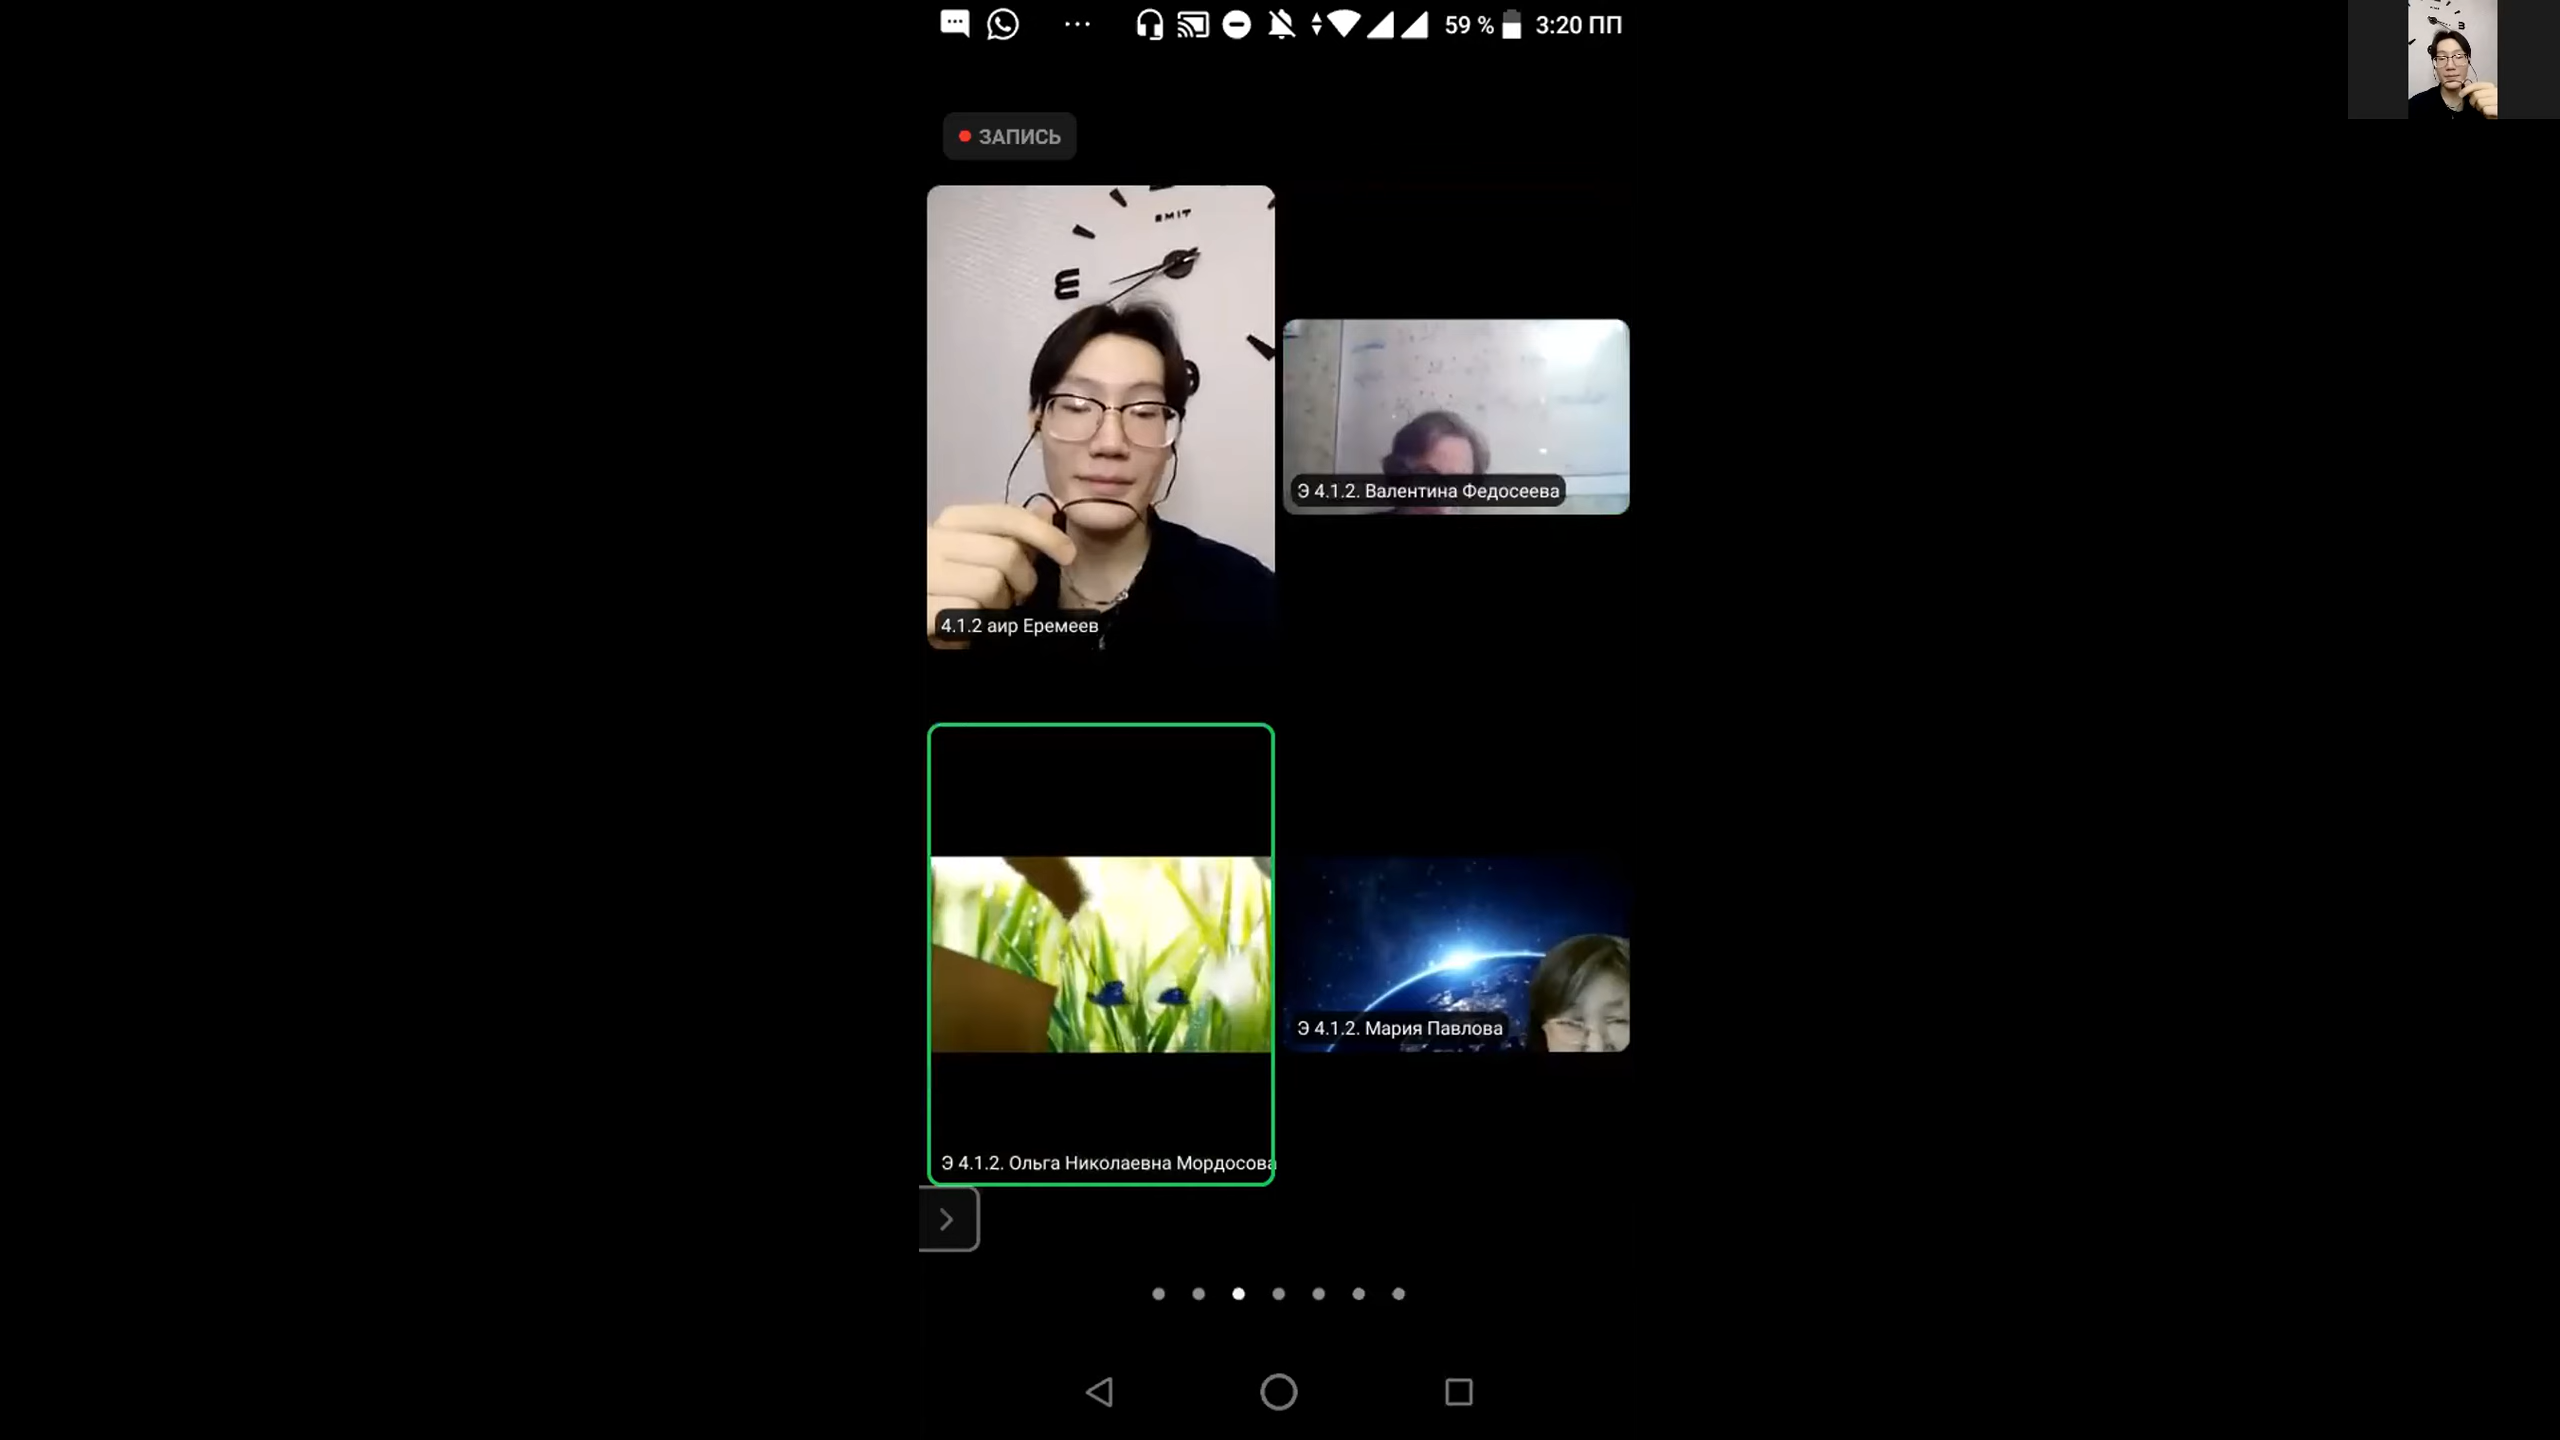 59 % 3:20 ПП
ЗАПИСЬ
4.1.2 аир Еремеев
Э 4.1.2. Валентина Федосеева
Э 4.1.2. Ольга Николаевна Мордосова
Э 4.1.2. Мария Павлова